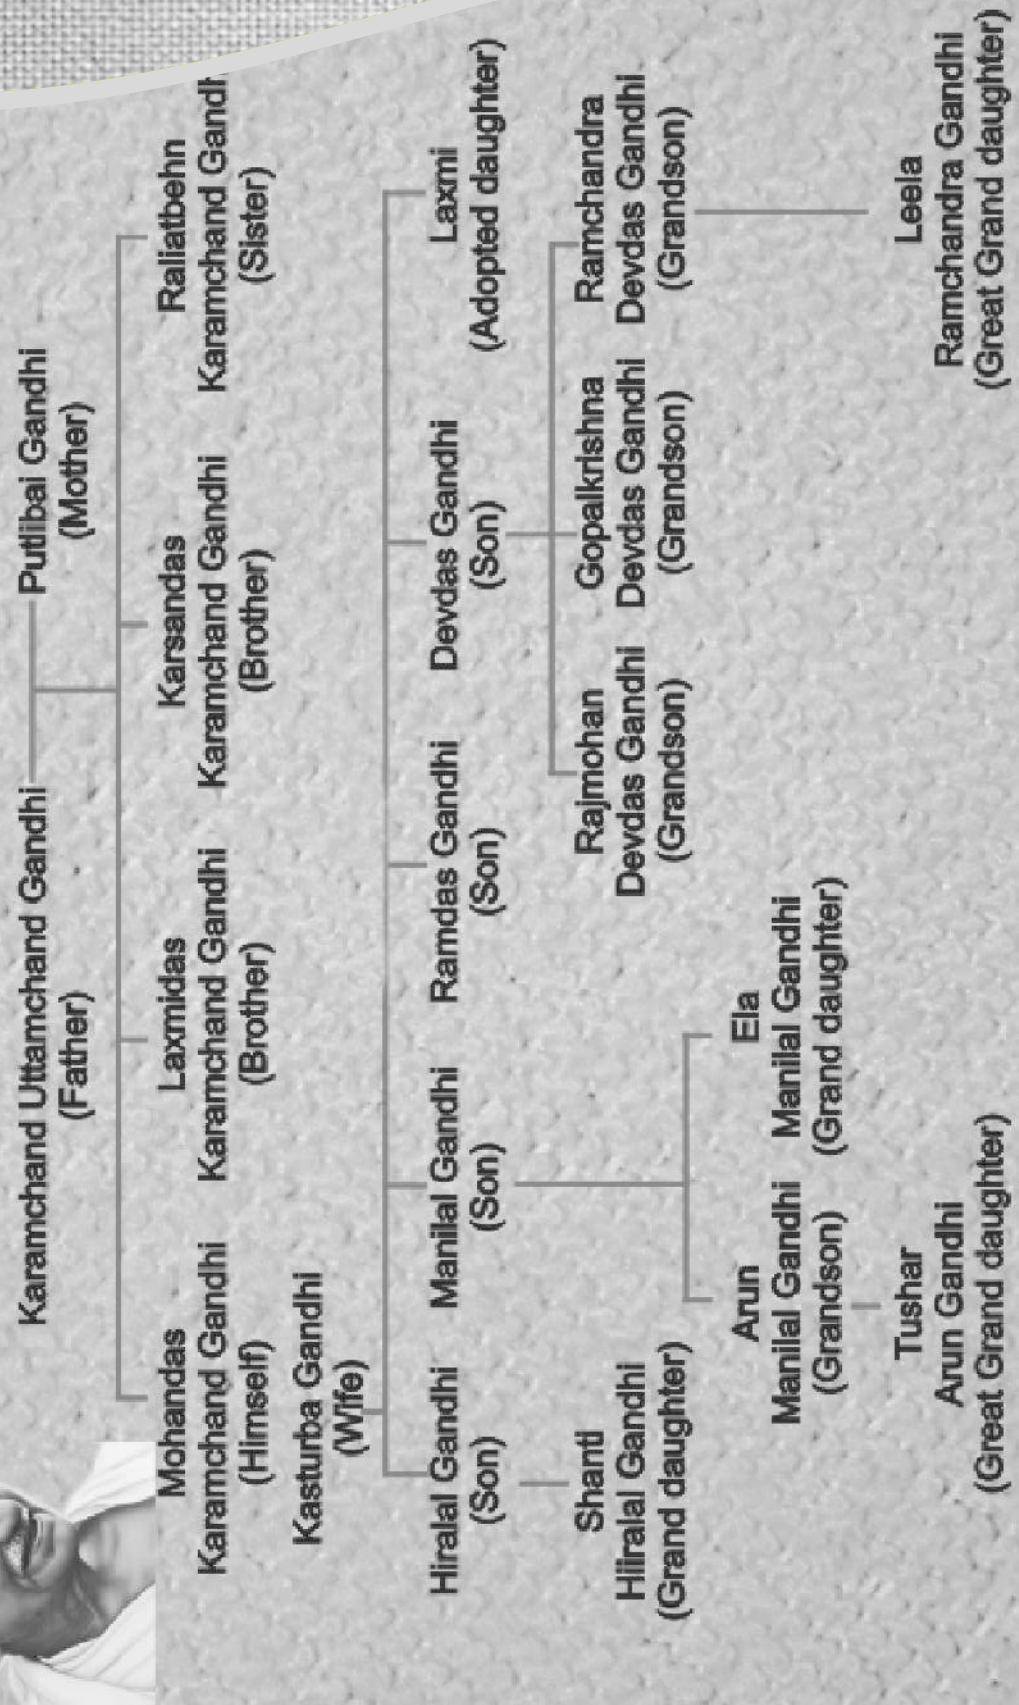 Karamchand Uttamchand Gandhi
(Father)
Putlibai Gandhi
(Mother)
Mohandas
Karamchand Gandhi
(Himself)
Laxmidas
Karamchand Gandhi
(Brother)
Karsandas
Karamchand Gandhi
(Brother)
Raliatbehn
Karamchand Gandh
(Sister)
Kasturba Gandhi
(Wife)
Hiralal Gandhi
(Son)
Manilal Gandhi
(Son)
Ramdas Gandhi
(Son)
Devdas Gandhi
(Son)
Laxmi
(Adopted daughter)
Shanti
Hiiralal Gandhi
(Grand daughter)
Rajmohan
Devdas Gandhi
(Grandson)
Gopalkrishna
Devdas Gandhi
(Grandson)
Ramchandra
Devdas Gandhi
(Grandson)
Arun
Manilal Gandhi
(Grandson)
Ela
Manilal Gandhi
(Grand daughter)
Tushar
Arun Gandhi
(Great Grand daughter)
Leela
Ramchandra Gandhi
(Great Grand daughter)